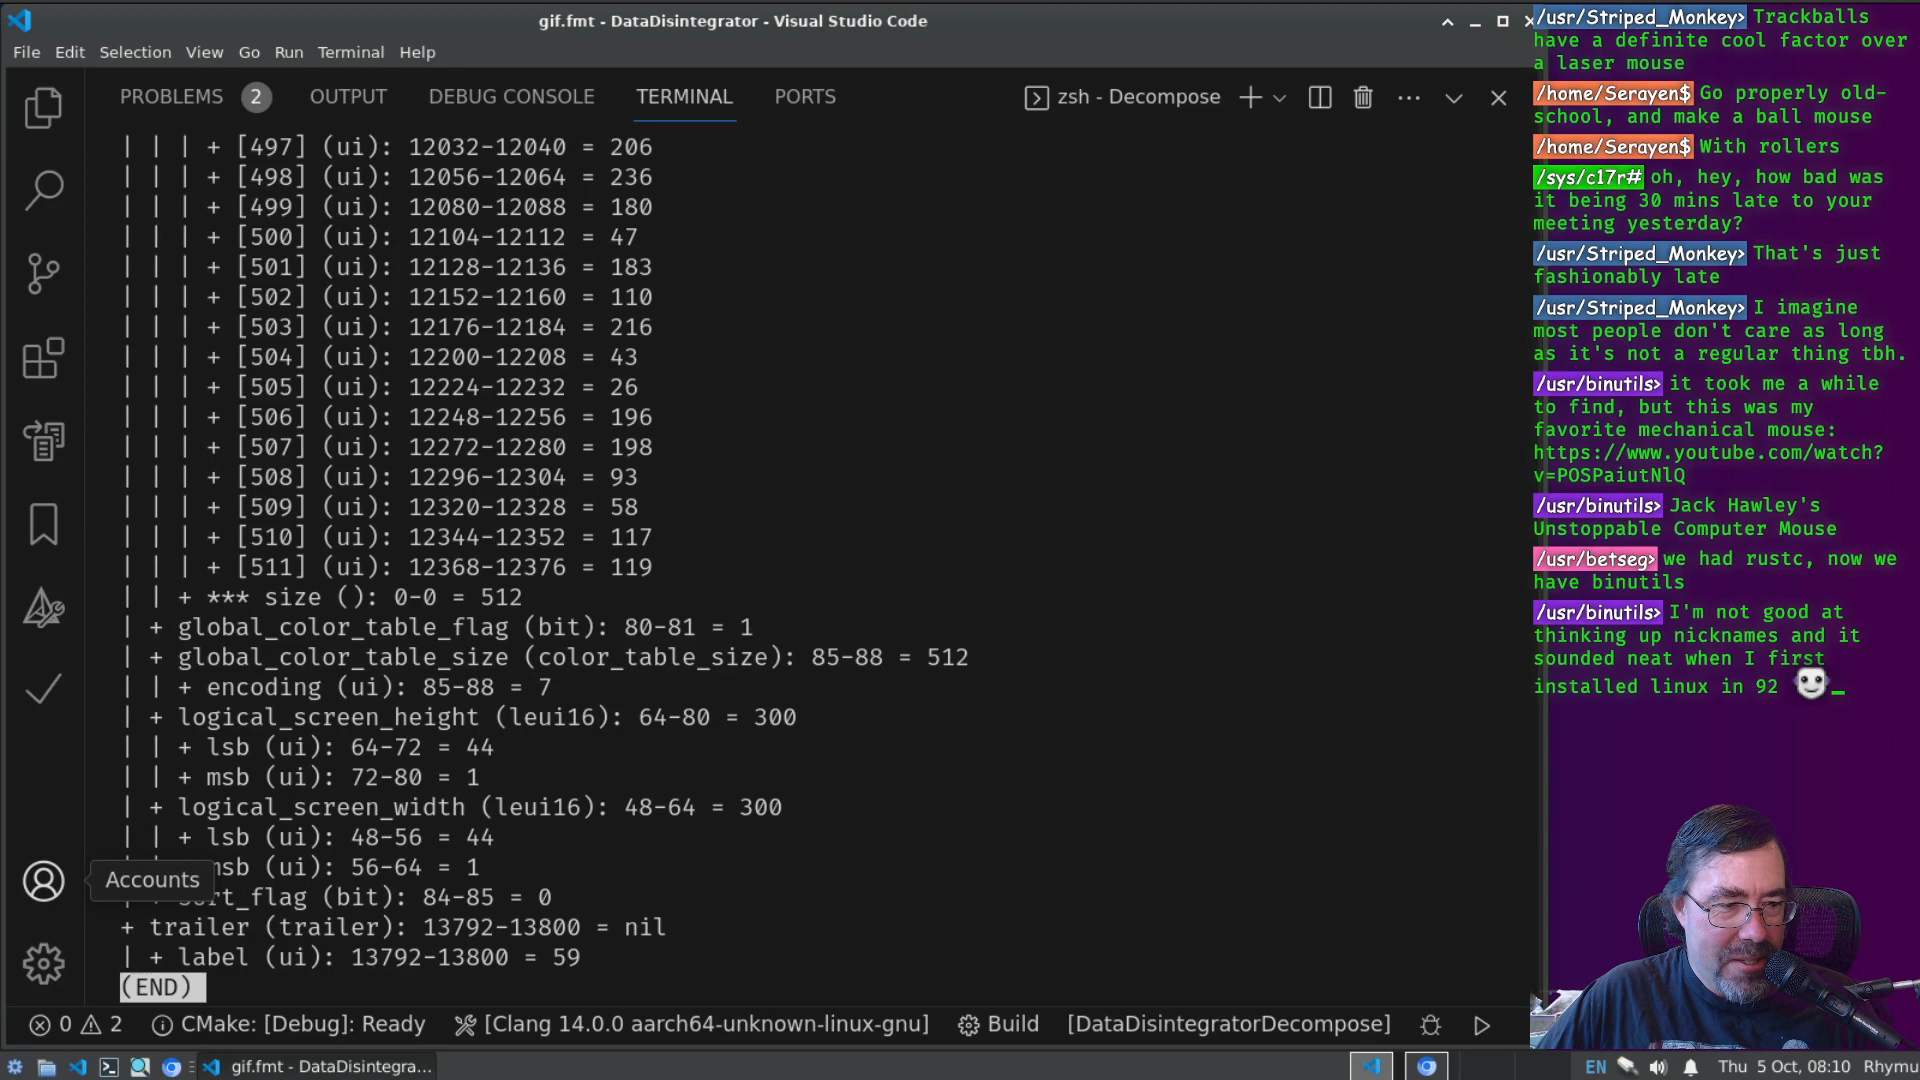 gif.fmt - DataDisintegrator - Visual Studio Code
File Edit Selection View Go Run Terminal Help
PROBLEMS 2 OUTPUT DEBUG CONSOLE TERMINAL PORTS zsh - Decompose
| | | + [497] (ui): 12032-12040 = 206
| | | + [498] (ui): 12056-12064 = 236
| | | + [499] (ui): 12080-12088 = 180
| | | + [500] (ui): 12104-12112 = 47
| | | + [501] (ui): 12128-12136 = 183
| | | + [502] (ui): 12152-12160 = 110
| | | + [503] (ui): 12176-12184 = 216
| | | + [504] (ui): 12200-12208 = 43
| | | + [505] (ui): 12224-12232 = 26
| | | + [506] (ui): 12248-12256 = 196
| | | + [507] (ui): 12272-12280 = 198
| | | + [508] (ui): 12296-12304 = 93
| | | + [509] (ui): 12320-12328 = 58
| | | + [510] (ui): 12344-12352 = 117
| | | + [511] (ui): 12368-12376 = 119
| | + *** size (): 0-0 = 512
| + global_color_table_flag (bit): 80-81 = 1
| + global_color_table_size (color_table_size): 85-88 = 512
| | + encoding (ui): 85-88 = 7
| + logical_screen_height (leui16): 64-80 = 300
| | + lsb (ui): 64-72 = 44
| | + msb (ui): 72-80 = 1
| + logical_screen_width (leui16): 48-64 = 300
| | + lsb (ui): 48-56 = 44
msb (ui): 56-64 = 1
Accounts
sort_flag (bit): 84-85 = 0
+ trailer (trailer): 13792-13800 = nil
| + label (ui): 13792-13800 = 59
(END)
0 2 CMake: [Debug]: Ready [Clang 14.0.0 aarch64-unknown-linux-gnu] Build [DataDisintegratorDecompose]
gif.fmt - DataDisintegra...
EN Thu 5 Oct, 08:10 Rhymu
/usr/Striped_Monkey> Trackballs
have a definite cool factor over
a laser mouse
/home/Serayen$ Go properly old-
school, and make a ball mouse
/home/Serayen$ With rollers
/sys/c17r# oh, hey, how bad was
it being 30 mins late to your
meeting yesterday?
/usr/Striped_Monkey> That's just
fashionably late
/usr/Striped_Monkey> I imagine
most people don't care as long
as it's not a regular thing tbh.
/usr/binutils> it took me a while
to find, but this was my
favorite mechanical mouse:
https://www.youtube.com/watch?
v=POSPaiutNlQ
/usr/binutils> Jack Hawley's
Unstoppable Computer Mouse
/usr/betseg> we had rustc, now we
have binutils
/usr/binutils> I'm not good at
thinking up nicknames and it
sounded neat when I first
installed linux in 92